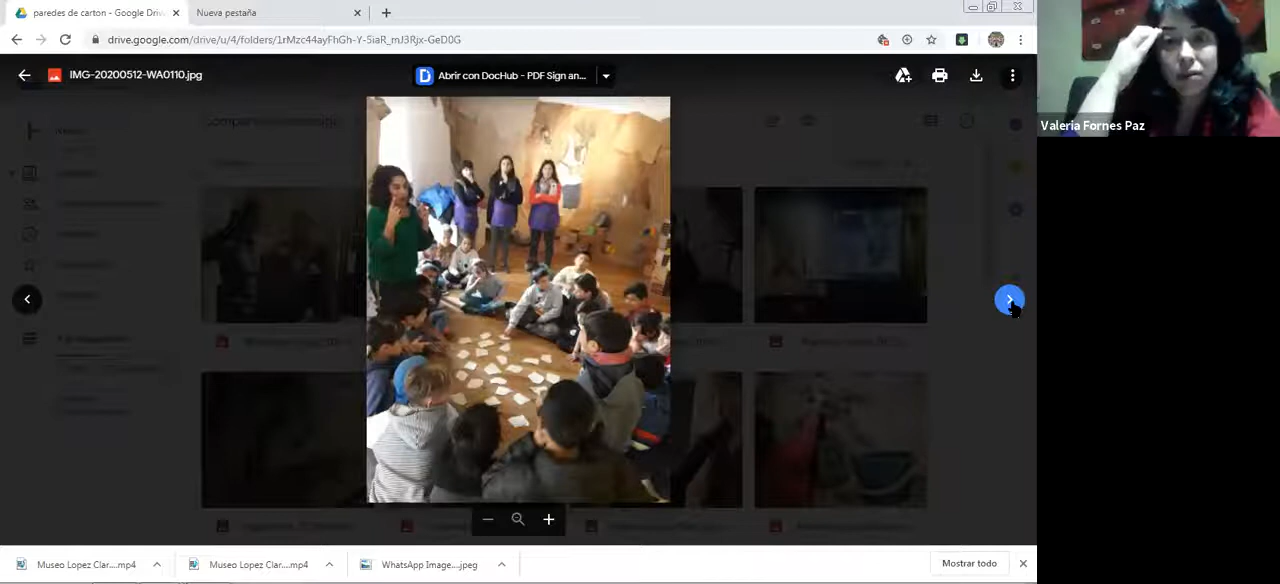 paredes de carton - Google Driv
Nueva pestaña
drive.google.com/drive/u/4/folders/1rMzc44ayFhGh-Y-5iaR_mJ3Rjx-GeD0G
IMG-20200512-WA0110.jpg
Abrir con DocHub - PDF Sign an...
Valeria Fornes Paz
Museo Lopez Clar....mp4
Museo Lopez Clar....mp4
WhatsApp Image....jpeg
Mostrar todo